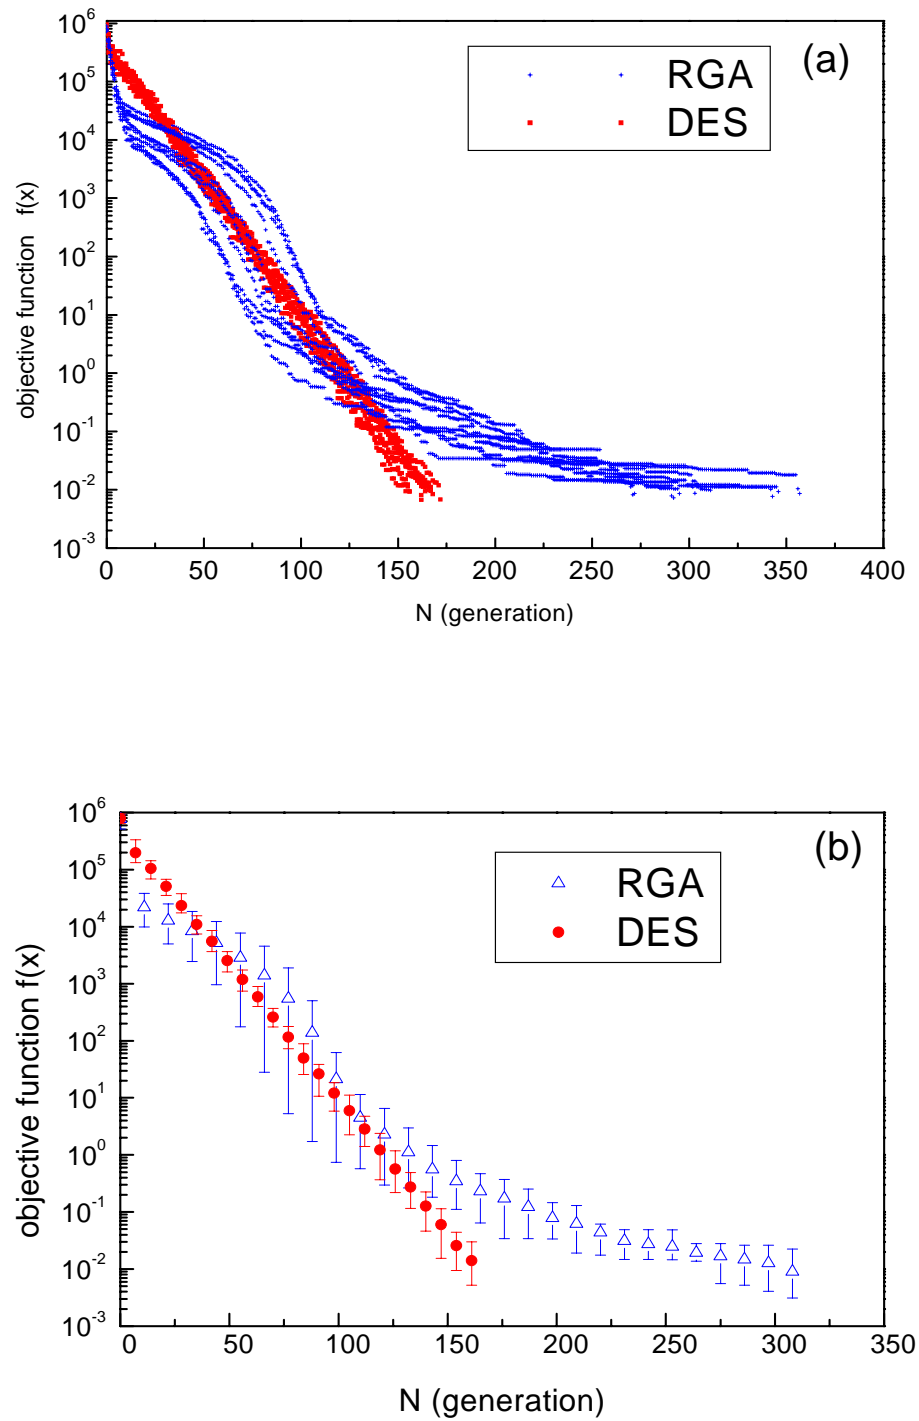 (a)
RGA
DES
10^6
10^5
10^4
10^3
10^2
10^1
10^0
10^-1
10^-2
10^-3
objective function f(x)
0 50 100 150 200 250 300 350 400
N (generation)
(b)
RGA
DES
10^6
10^5
10^4
10^3
10^2
10^1
10^0
10^-1
10^-2
10^-3
objective function f(x)
0 50 100 150 200 250 300 350
N (generation)